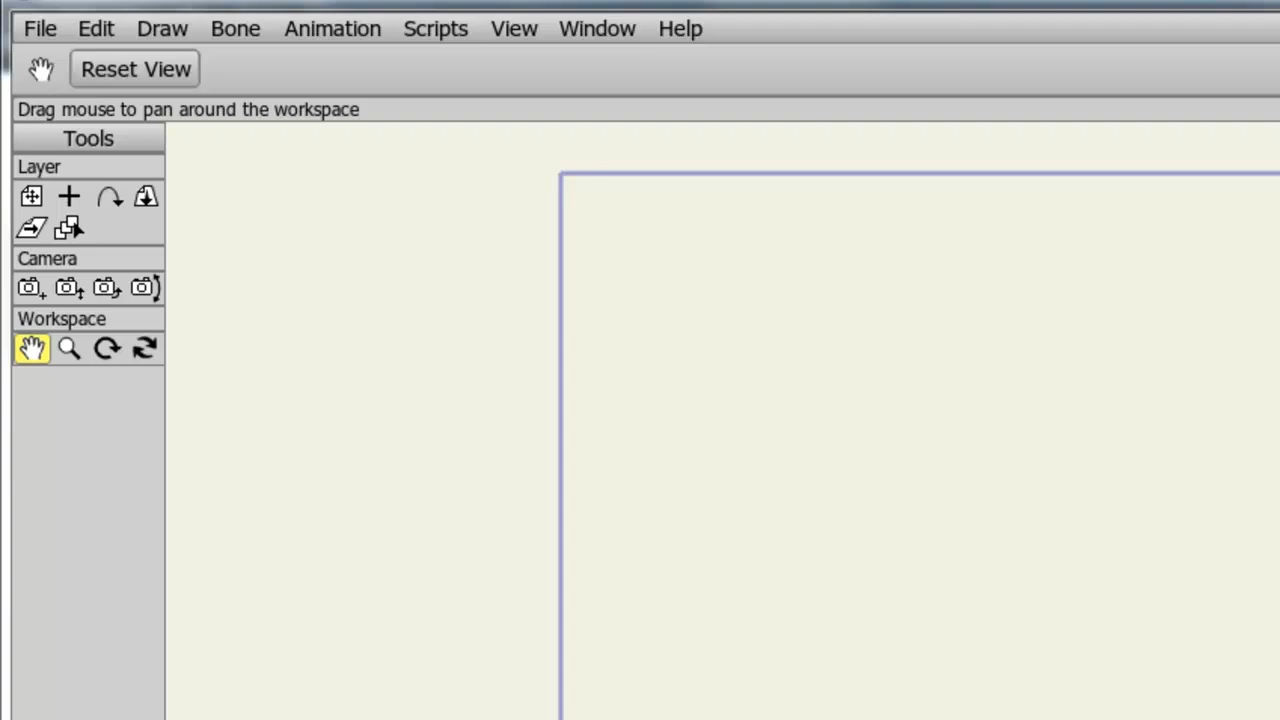 File Edit Draw Bone Animation Scripts View Window Help
Reset View
Drag mouse to pan around the workspace
Tools
Layer
Camera
Workspace